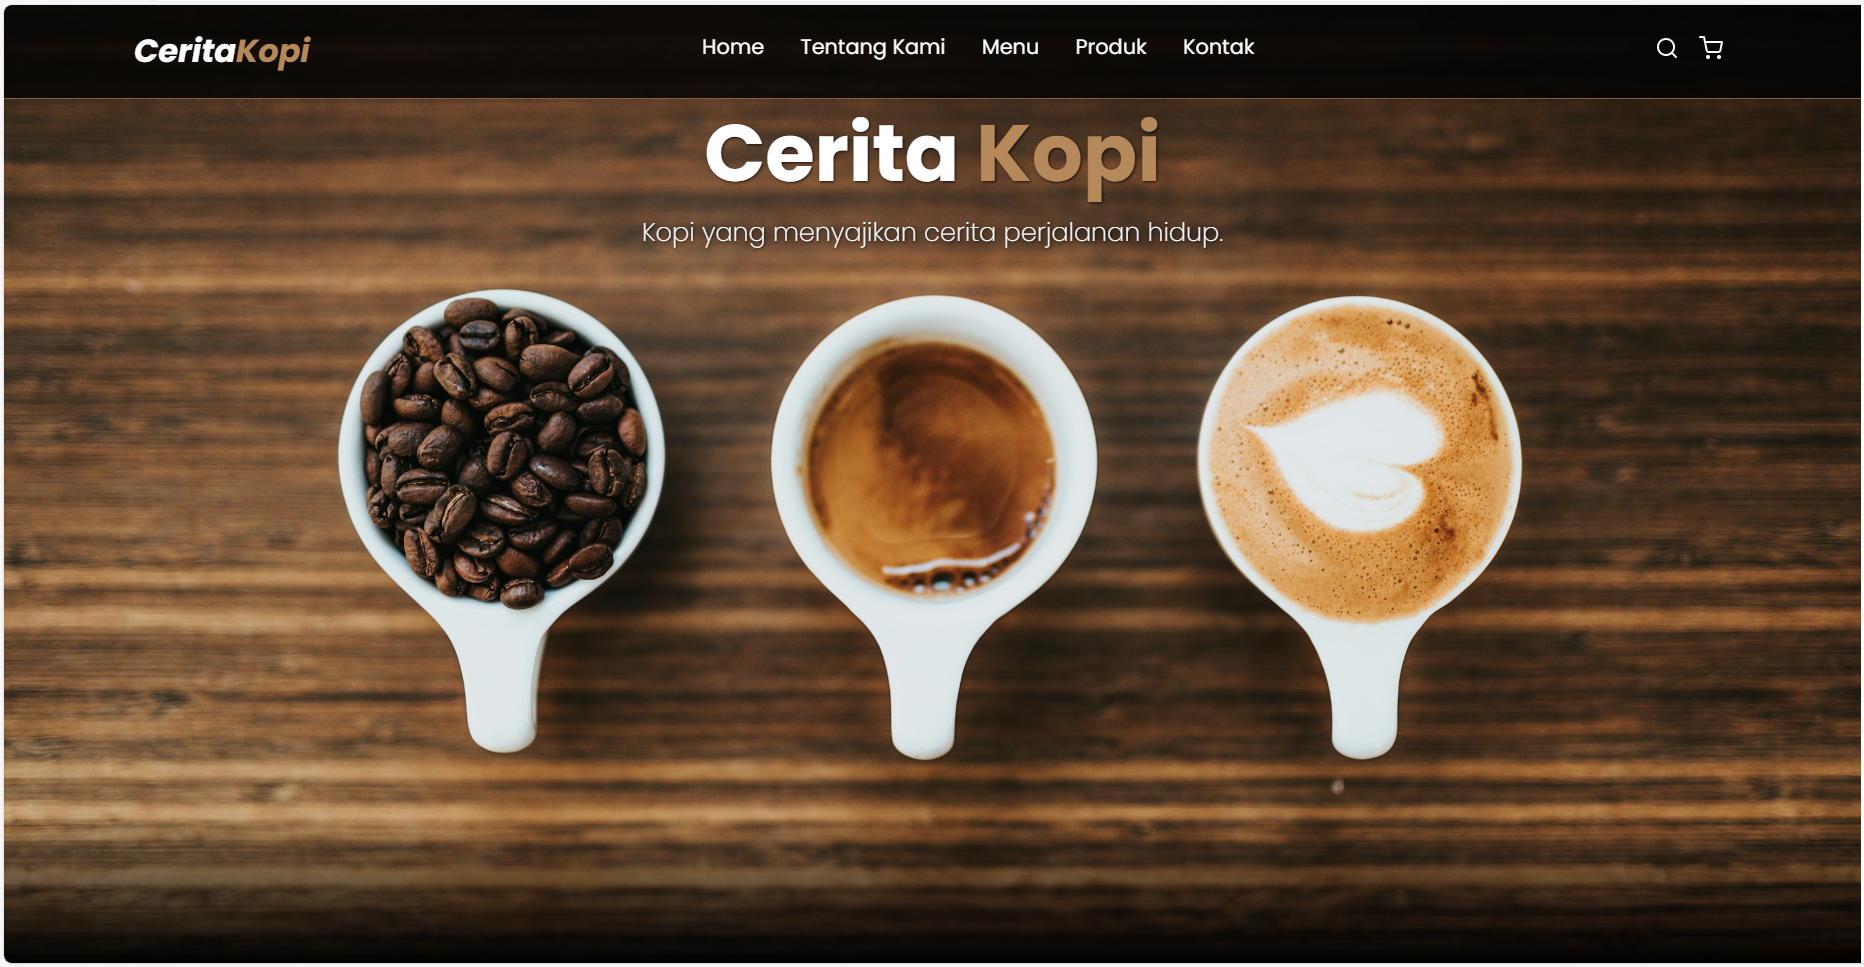 CeritaKopi
Home Tentang Kami Menu Produk Kontak
Cerita Kopi
Kopi yang menyajikan cerita perjalanan hidup.